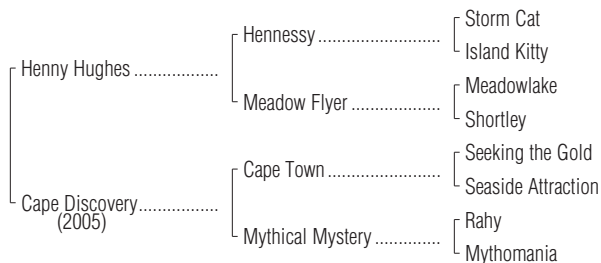 Storm Cat
Hennessy ..........................
Island Kitty
Henny Hughes ..................
Meadowlake
Meadow Flyer ...................
Shortley
Seeking the Gold
Cape Town ........................
Seaside Attraction
Cape Discovery.................
(2005)
Rahy
Mythical Mystery ..............
Mythomania